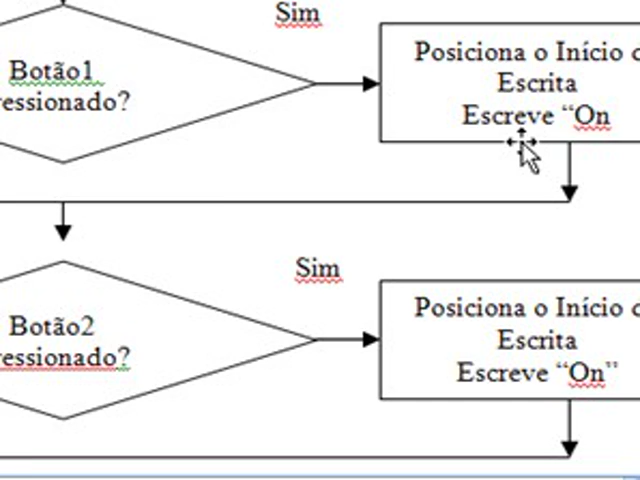 Sim
Botão1
ressionado?
Posiciona o Início
Escrita
Escreve “On
Sim
Botão2
ressionado?
Posiciona o Início
Escrita
Escreve “On”